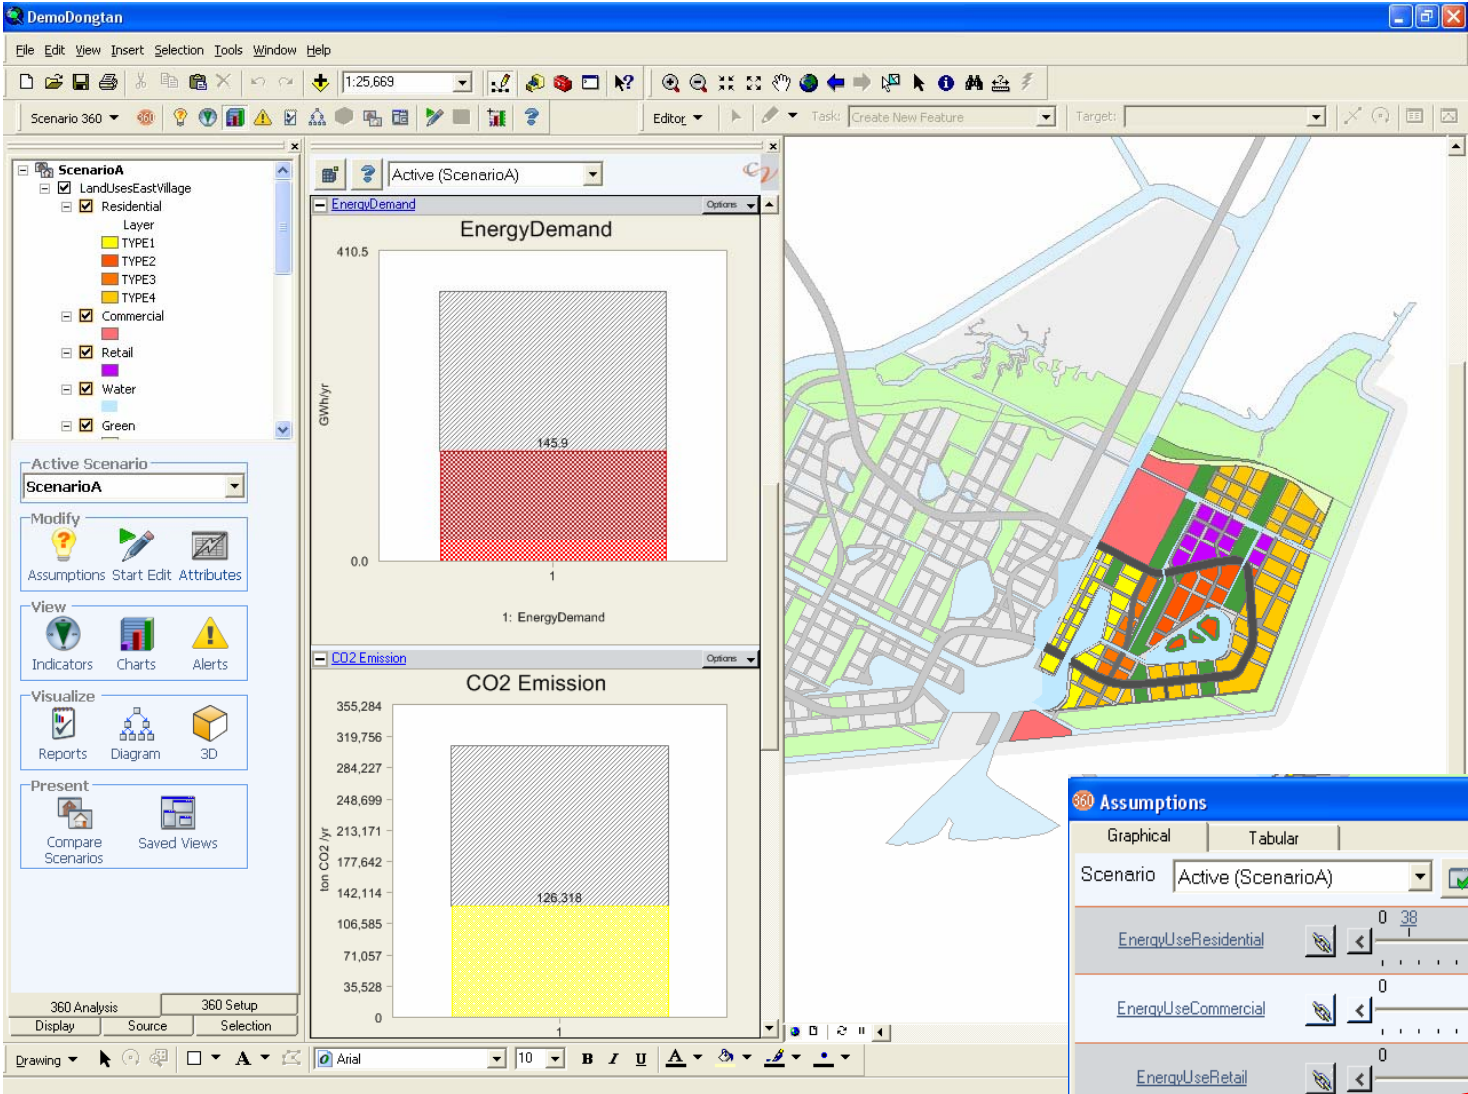 DemoDongtan
File Edit View Insert Selection Tools Window Help
1:25,669
Scenario 360
Editor
Task: Create New Feature
Target:
ScenarioA
LandUsesEastVillage
Residential
Layer
TYPE1
TYPE2
TYPE3
TYPE4
Commercial
Retail
Water
Green
Active Scenario
ScenarioA
Modify
Assumptions Start Edit Attributes
View
Indicators Charts Alerts
Visualize
Reports Diagram 3D
Present
Compare Scenarios
Saved Views
360 Analysis 360 Setup
Display Source Selection
Active (ScenarioA)
EnergyDemand Options
EnergyDemand
410.5
GWh/yr
145.9
0.0
1
1: EnergyDemand
CO2 Emission Options
CO2 Emission
355,284
319,756
284,227
248,699
213,171
177,642
142,114
106,585
71,057
35,528
0
ton CO2 /yr
126,318
1
360 Assumptions
Graphical Tabular
Scenario Active (ScenarioA)
EnergyUseResidential 0 38
EnergyUseCommercial 0
EnergyUseRetail 0
Drawing A Arial 10 B I U A